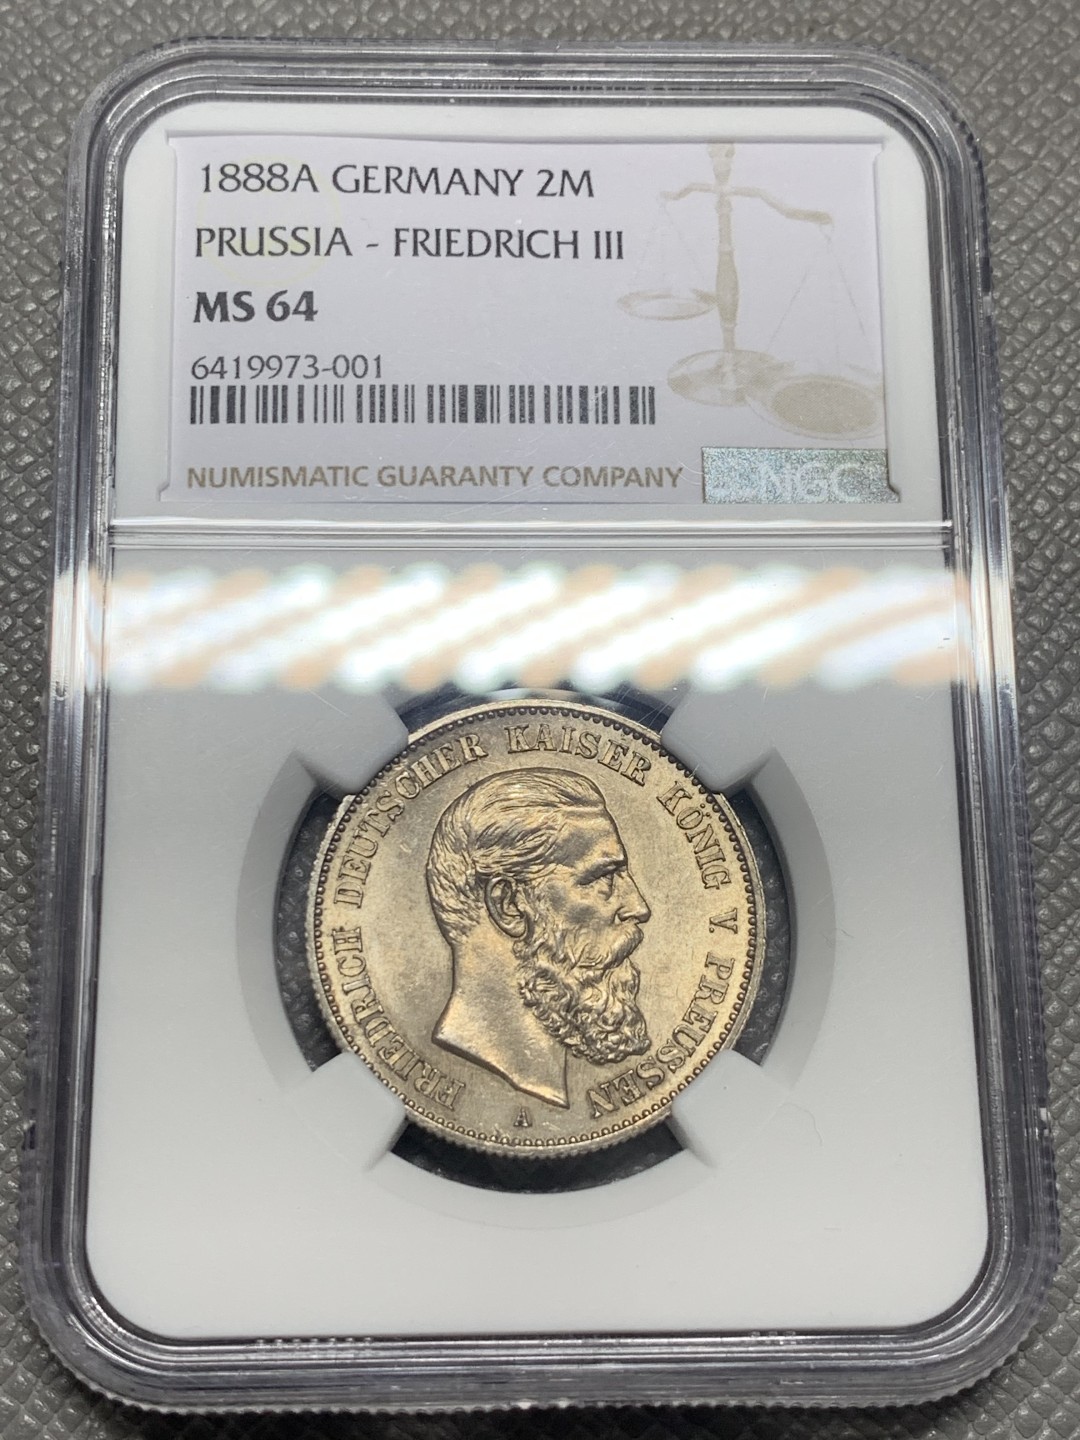 1888A GERMANY 2M
PRUSSIA - FRIEDRICH III
MS 64
6419973-001
NUMISMATIC GUARANTY COMPANY
NGC
FRIEDRICH DEUTSCHER KAISER KÖNIG V PREUSSEN
A